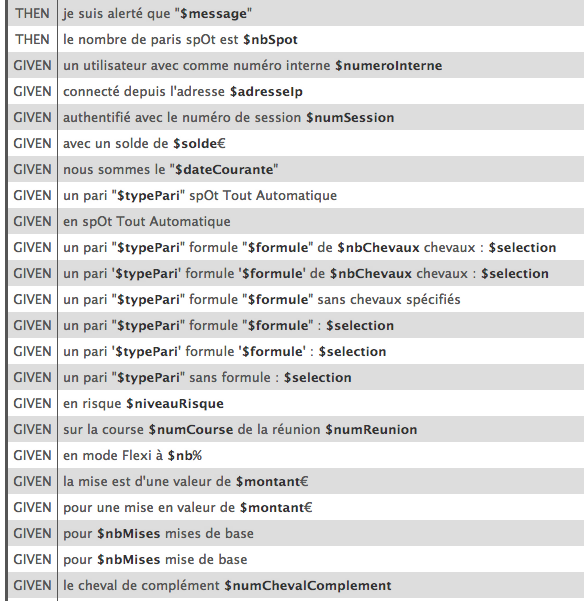 THEN je suis alerté que "$message"
THEN le nombre de paris spOt est $nbSpot
GIVEN un utilisateur avec comme numéro interne $numeroInterne
GIVEN connecté depuis l'adresse $adresseIp
GIVEN authentifié avec le numéro de session $numSession
GIVEN avec un solde de $solde€
GIVEN nous sommes le "$dateCourante"
GIVEN un pari "$typePari" spOt Tout Automatique
GIVEN en spOt Tout Automatique
GIVEN un pari "$typePari" formule "$formule" de $nbChevaux chevaux : $selection
GIVEN un pari '$typePari' formule '$formule' de $nbChevaux chevaux : $selection
GIVEN un pari "$typePari" formule "$formule" sans chevaux spécifiés
GIVEN un pari "$typePari" formule "$formule" : $selection
GIVEN un pari '$typePari' formule '$formule' : $selection
GIVEN un pari "$typePari" sans formule : $selection
GIVEN en risque $niveauRisque
GIVEN sur la course $numCourse de la réunion $numReunion
GIVEN en mode Flexi à $nb%
GIVEN la mise est d'une valeur de $montant€
GIVEN pour une mise en valeur de $montant€
GIVEN pour $nbMises mises de base
GIVEN pour $nbMises mise de base
GIVEN le cheval de complément $numChevalComplement